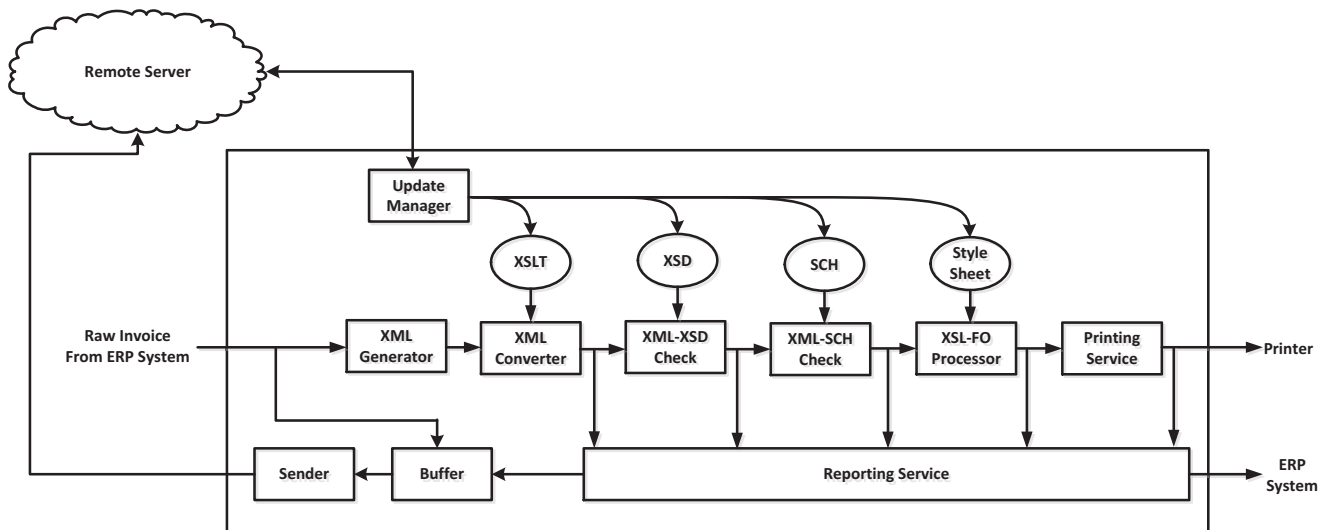 Remote Server
Update
Manager
XSLT
XSD
SCH
Style
Sheet
Raw Invoice
From ERP System
XML
Generator
XML
Converter
XML-XSD
Check
XML-SCH
Check
XSL-FO
Processor
Printing
Service
Printer
Sender
Buffer
Reporting Service
ERP
System